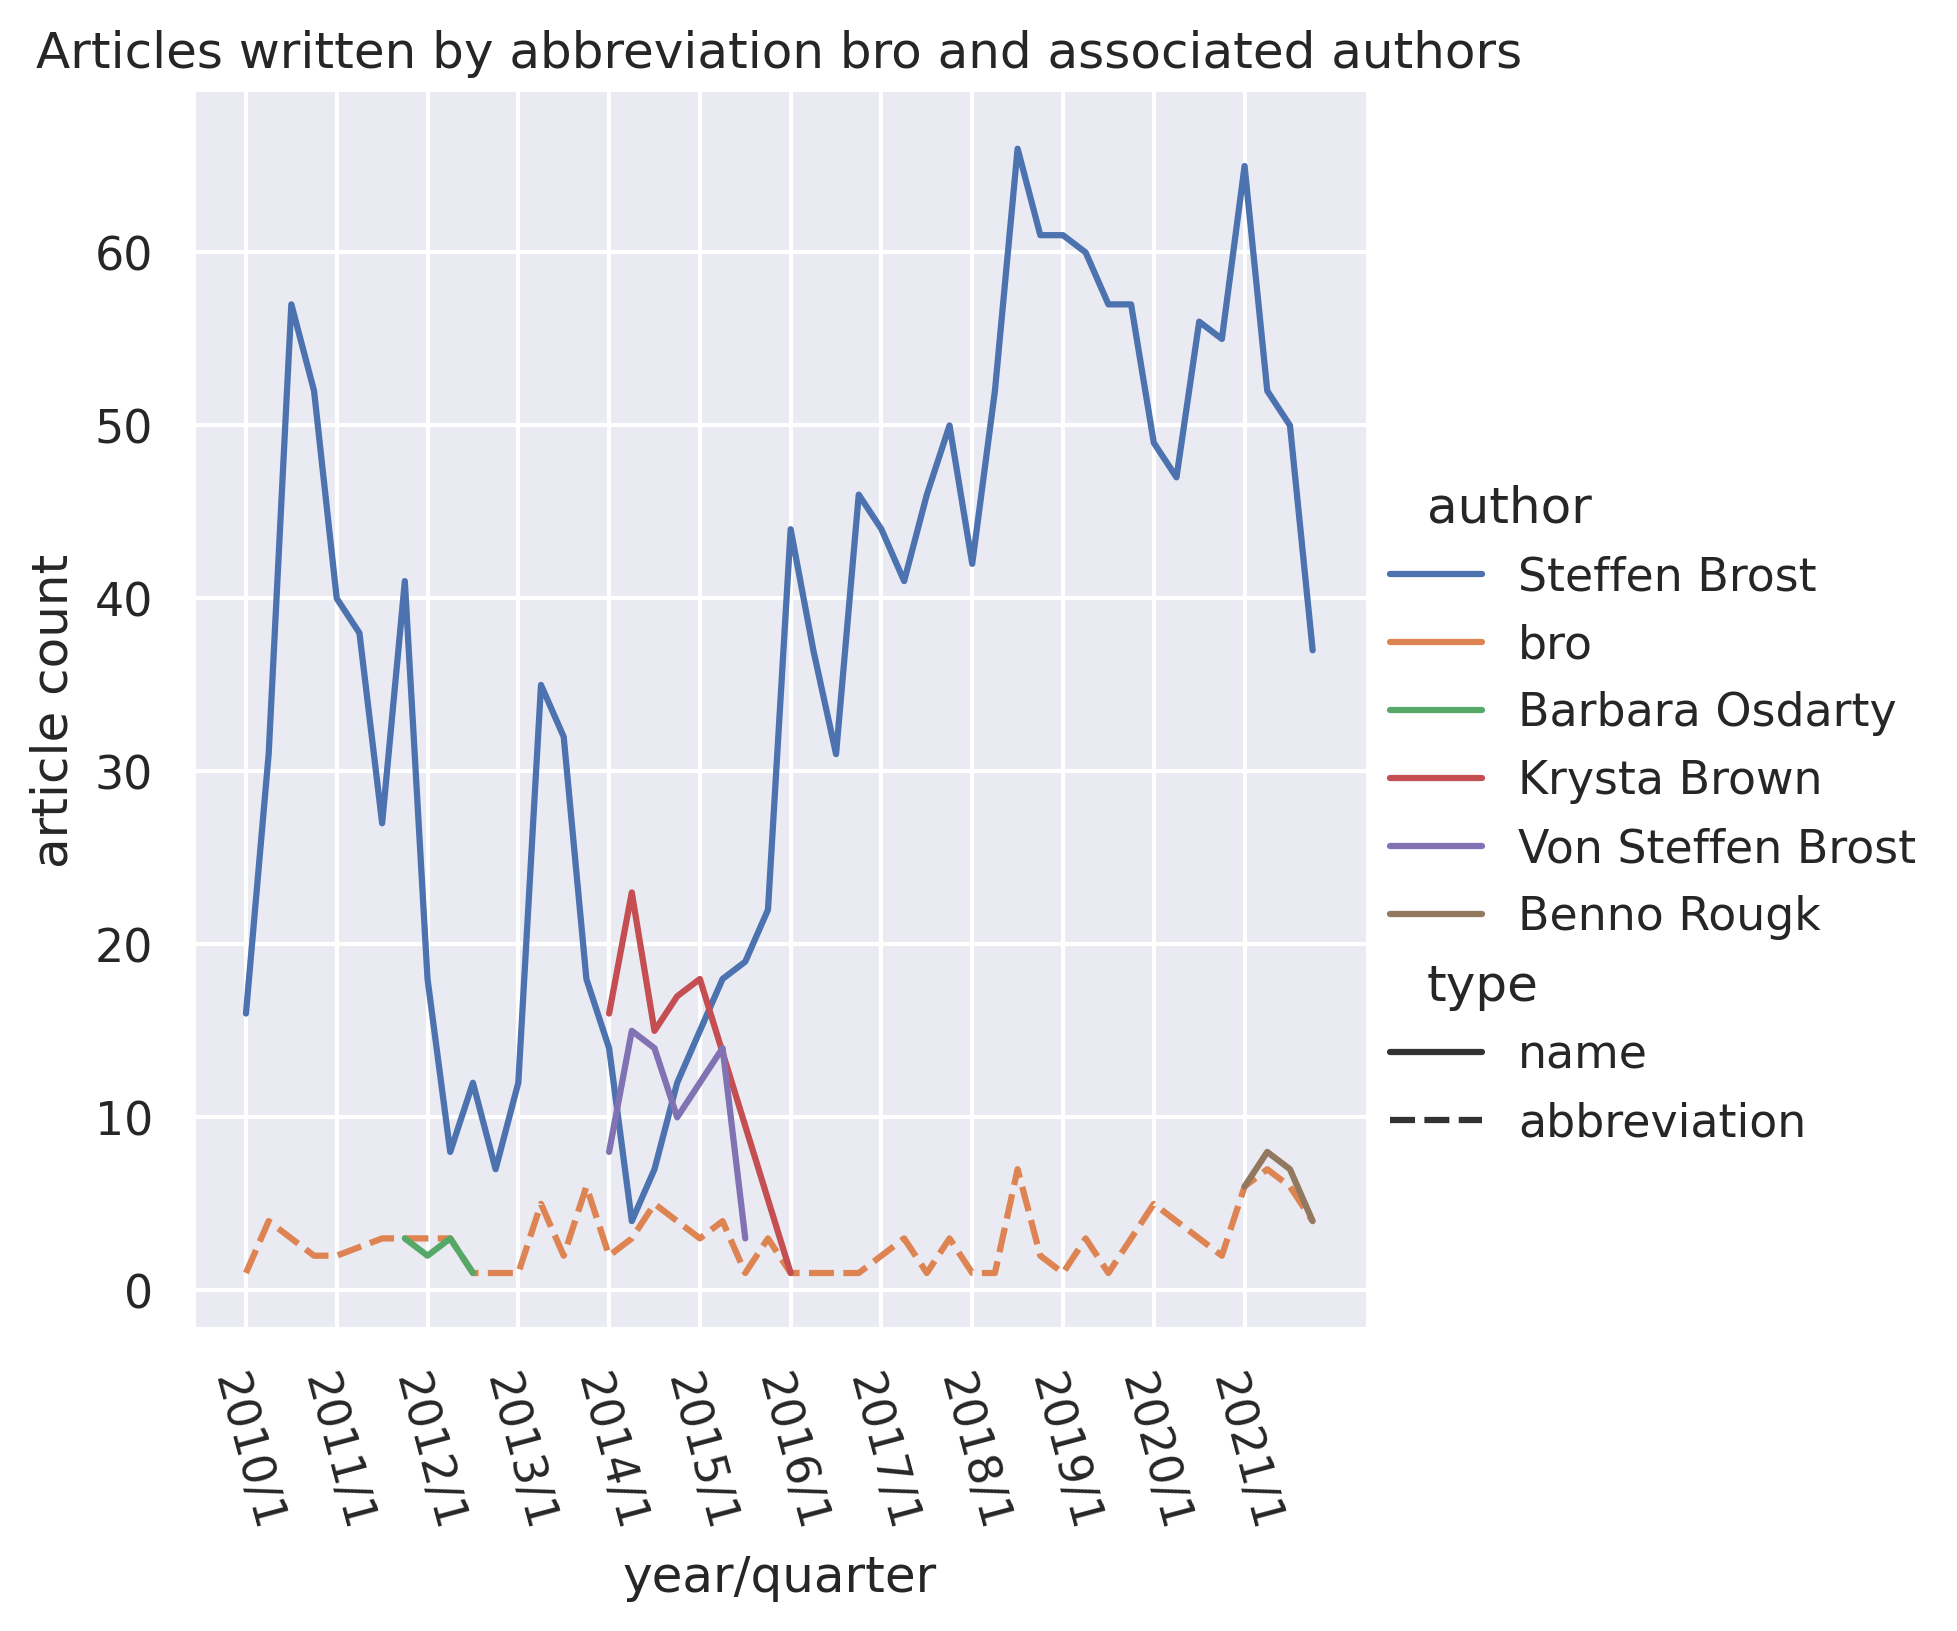 Articles written by abbreviation bro and associated authors
60
50
40
30
20
10
0
article count
2010/1
2011/1
2012/1
2013/1
2014/1
2015/1
2016/1
2017/1
2018/1
2019/1
2020/1
2021/1
year/quarter
author
Steffen Brost
bro
Barbara Osdarty
Krysta Brown
Von Steffen Brost
Benno Rougk
type
name
abbreviation